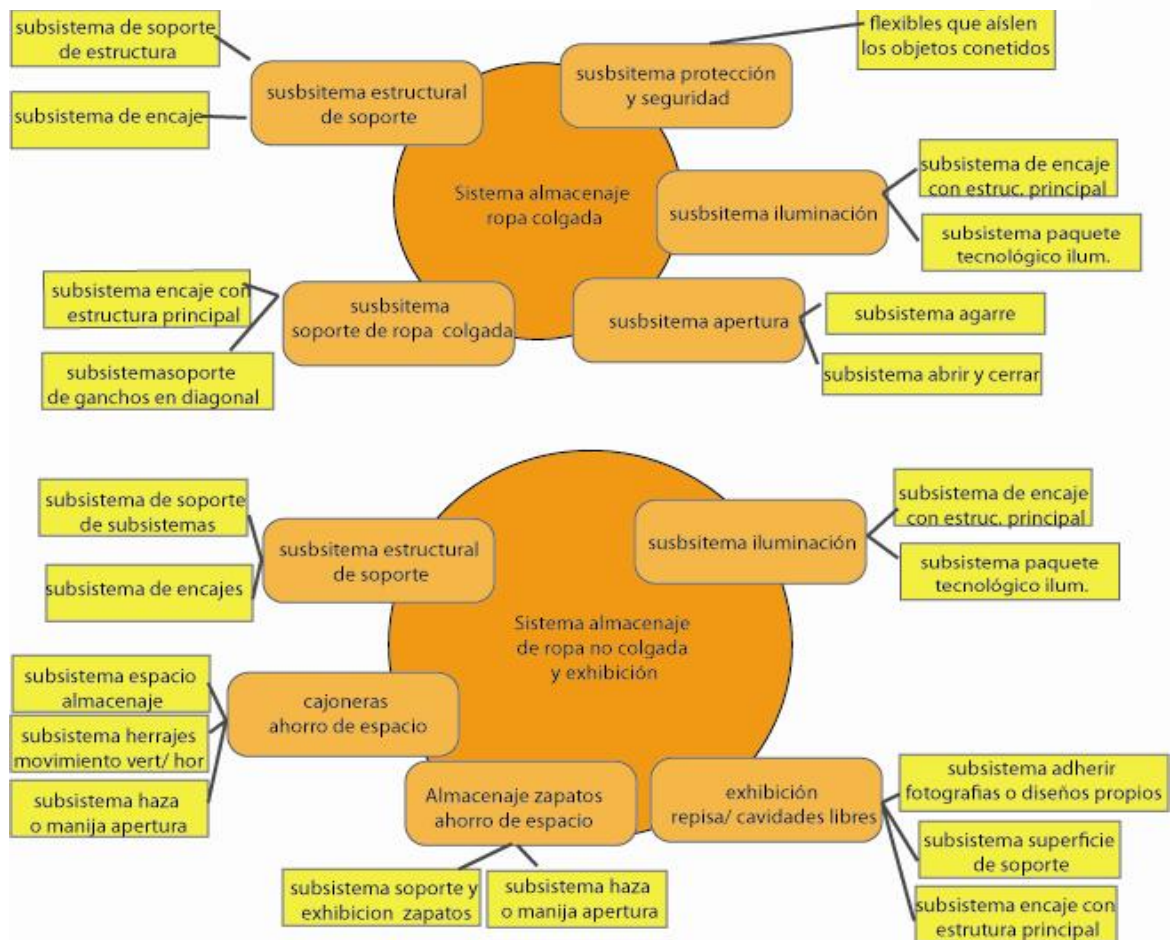 subsistema de soporte
de estructura
subsistema de encaje
susbsitema estructural
de soporte
susbsitema protección
y seguridad
flexibles que aíslen
los objetos conetidos
Sistema almacenaje
ropa colgada
susbsitema iluminación
subsistema de encaje
con estruc. principal
subsistema paquete
tecnológico ilum.
subsistema encaje con
estructura principal
subsistemasoporte
de ganchos en diagonal
susbsitema
soporte de ropa colgada
susbsitema apertura
subsistema agarre
subsistema abrir y cerrar
subsistema de soporte
de subsistemas
subsistema de encajes
susbsitema estructural
de soporte
susbsitema iluminación
subsistema de encaje
con estruc. principal
subsistema paquete
tecnológico ilum.
Sistema almacenaje
de ropa no colgada
y exhibición
subsistema espacio
almacenaje
subsistema herrajes
movimiento vert/ hor
subsistema haza
o manija apertura
cajoneras
ahorro de espacio
Almacenaje zapatos
ahorro de espacio
subsistema soporte y
exhibicion zapatos
subsistema haza
o manija apertura
exhibición
repisa/ cavidades libres
subsistema adherir
fotografias o diseños propios
subsistema superficie
de soporte
subsistema encaje con
estrutura principal